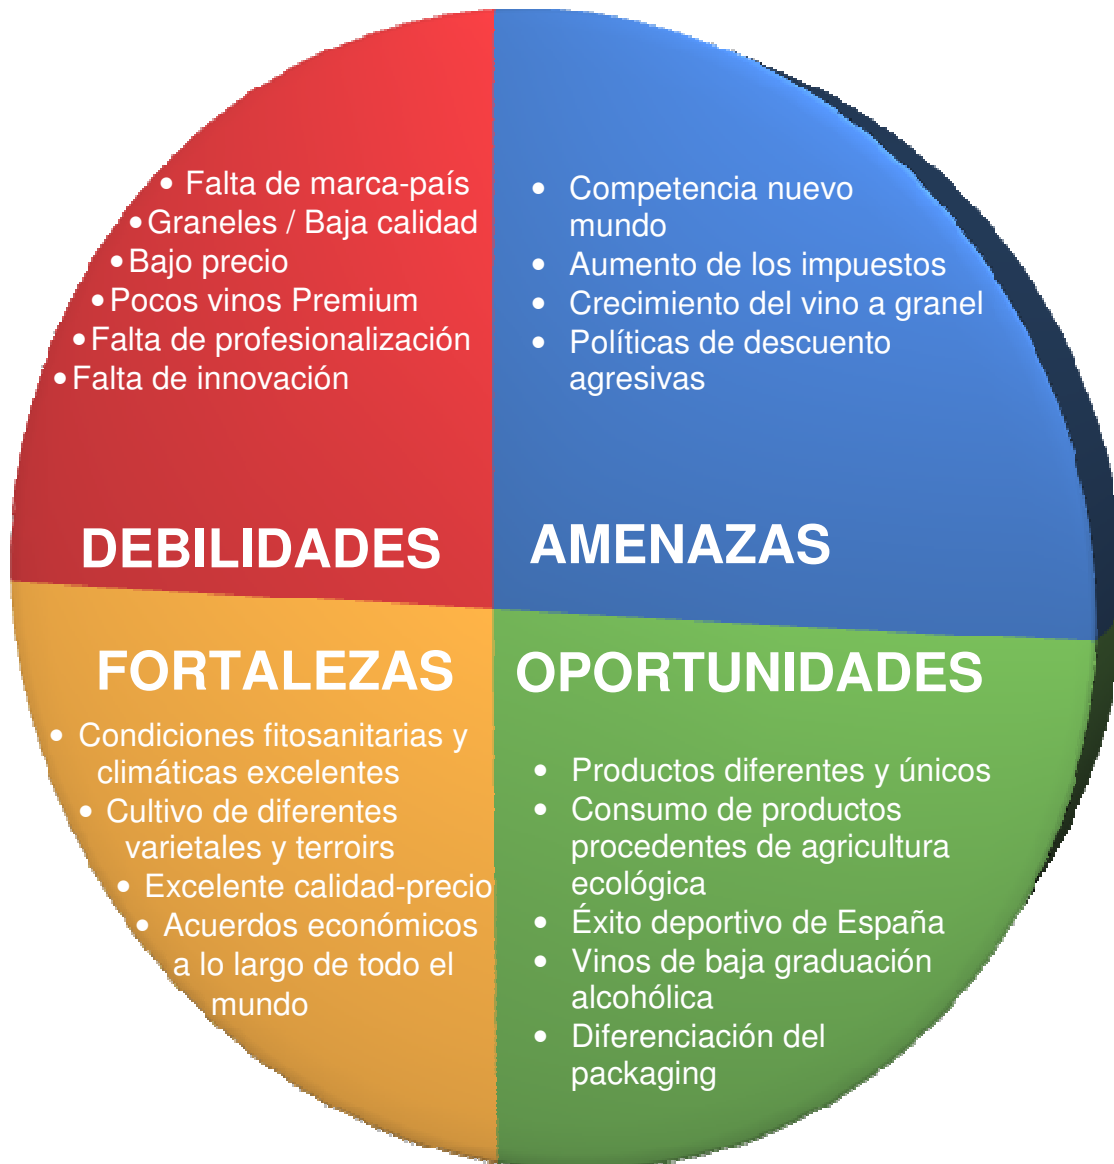 • Falta de marca-país
• Graneles / Baja calidad
• Bajo precio
• Pocos vinos Premium
• Falta de profesionalización
• Falta de innovación
DEBILIDADES
• Competencia nuevo
mundo
• Aumento de los impuestos
• Crecimiento del vino a granel
• Políticas de descuento
agresivas
AMENAZAS
FORTALEZAS
• Condiciones fitosanitarias y
climáticas excelentes
• Cultivo de diferentes
varietales y terroirs
• Excelente calidad-precio
• Acuerdos económicos
a lo largo de todo el
mundo
OPORTUNIDADES
• Productos diferentes y únicos
• Consumo de productos
procedentes de agricultura
ecológica
• Éxito deportivo de España
• Vinos de baja graduación
alcohólica
• Diferenciación del
packaging